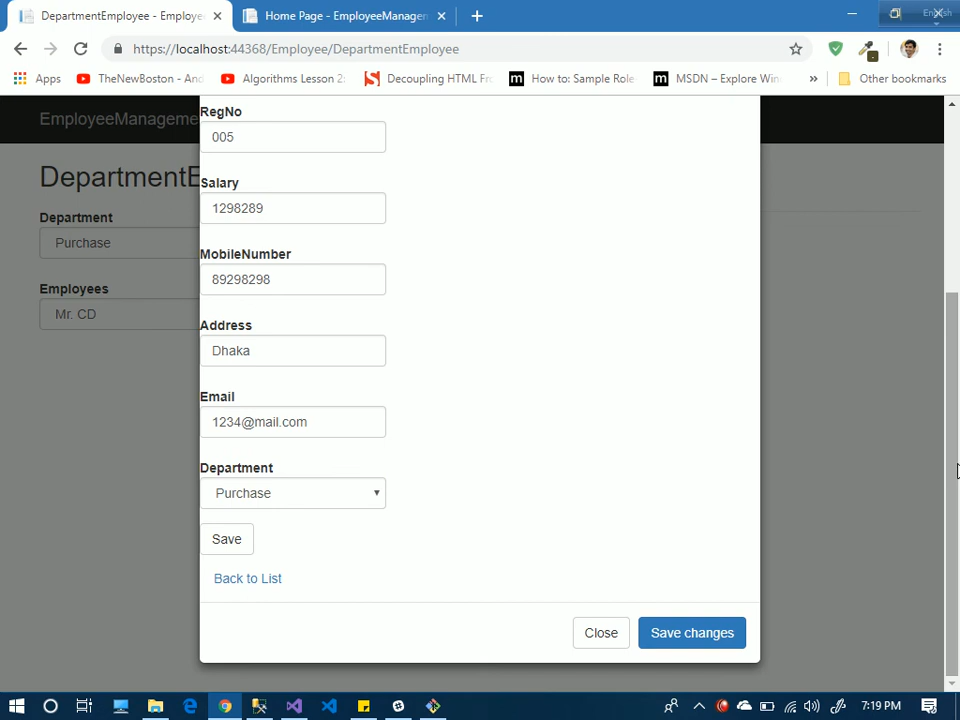 DepartmentEmployee - Employe
Home Page - EmployeeManagem
English
https://localhost:44368/Employee/DepartmentEmployee
Apps
TheNewBoston - And
Algorithms Lesson 2:
Decoupling HTML Fro
How to: Sample Role
MSDN – Explore Win
»
Other bookmarks
EmployeeManageme
DepartmentE
Department
Purchase
Employees
Mr. CD
RegNo
005
Salary
1298289
MobileNumber
89298298
Address
Dhaka
Email
1234@mail.com
Department
Purchase
Save
Back to List
Close
Save changes
7:19 PM